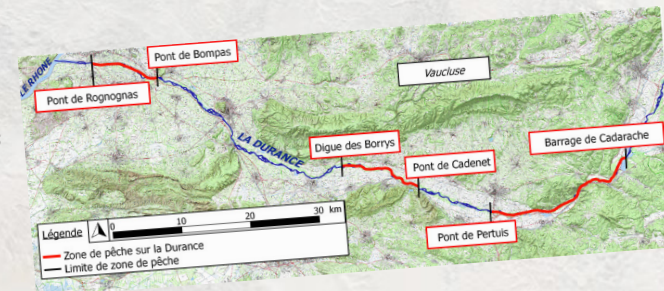 Pont de Bompas
LE RHONE
Pont de Rognognas
Vaucluse
LA DURANCE
Digue des Borrys
Barrage de Cadarache
Pont de Cadenet
Pont de Pertuis
Légende
0 10 20 30 km
Zone de pêche sur la Durance
Limite de zone de pêche